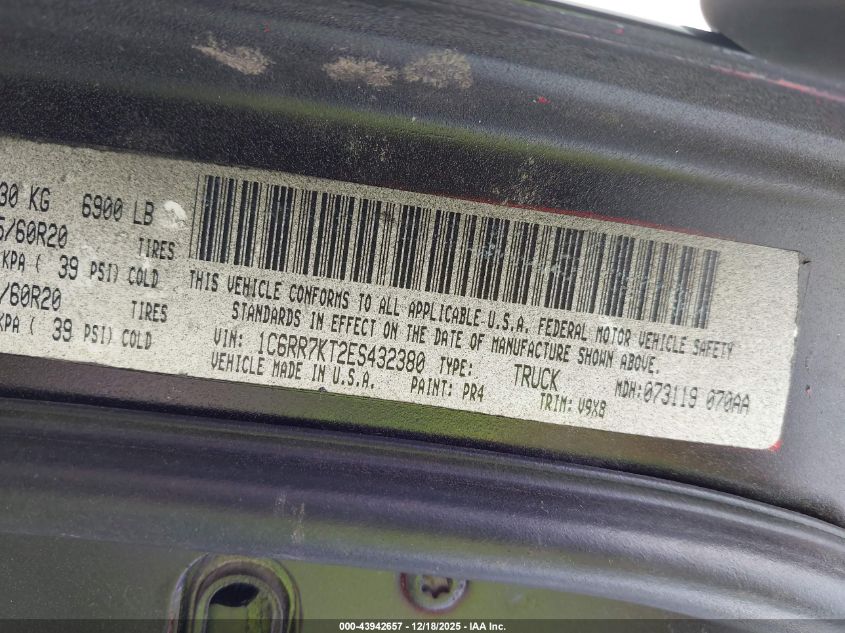 30 KG 6900 LB
5/60R20 TIRES
KPA ( 39 PSI) COLD
/60R20 TIRES
KPA ( 39 PSI) COLD
THIS VEHICLE CONFORMS TO ALL APPLICABLE U.S.A. FEDERAL MOTOR VEHICLE SAFETY
STANDARDS IN EFFECT ON THE DATE OF MANUFACTURE SHOWN ABOVE.
VIN: 1C6RR7KT2ES432380 TYPE: TRUCK MDH: 073119 070AA
VEHICLE MADE IN U.S.A. PAINT: PR4 TRIM: V9X8
000-43942657 - 12/18/2025 - IAA Inc.